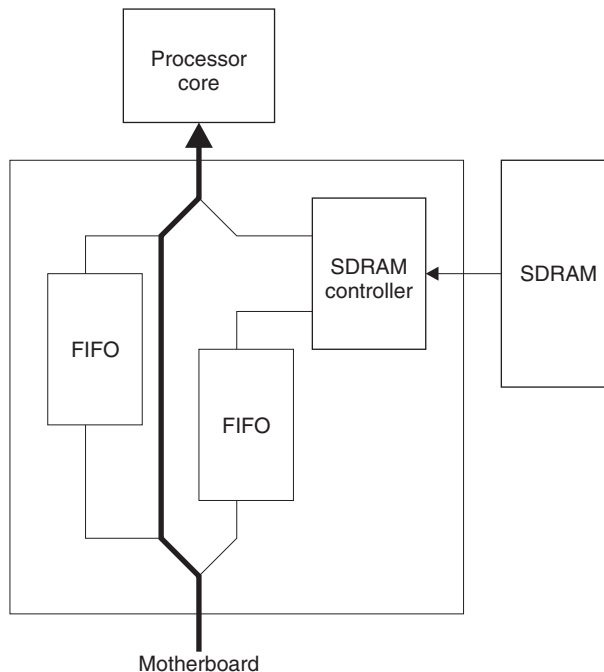 Processor
core
SDRAM
controller
SDRAM
FIFO
FIFO
Motherboard